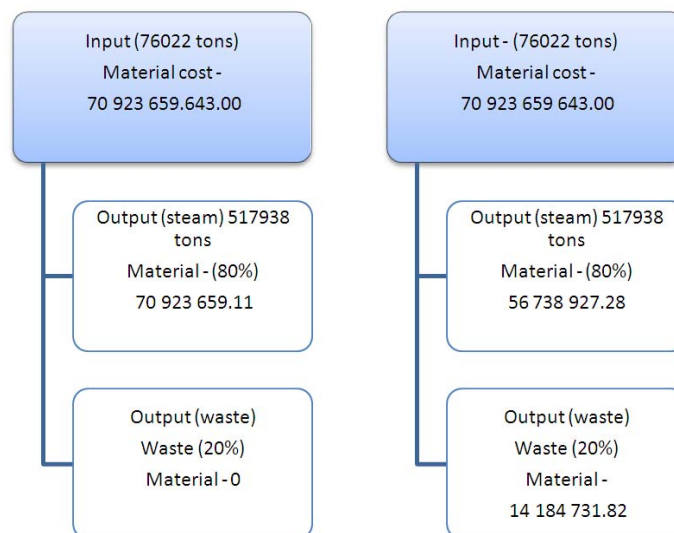 Input (76022 tons)
Material cost -
70 923 659.643.00
Output (steam) 517938
tons
Material - (80%)
70 923 659.11
Output (waste)
Waste (20%)
Material - 0
Input - (76022 tons)
Material cost -
70 923 659 643.00
Output (steam) 517938
tons
Material - (80%)
56 738 927.28
Output (waste)
Waste (20%)
Material -
14 184 731.82